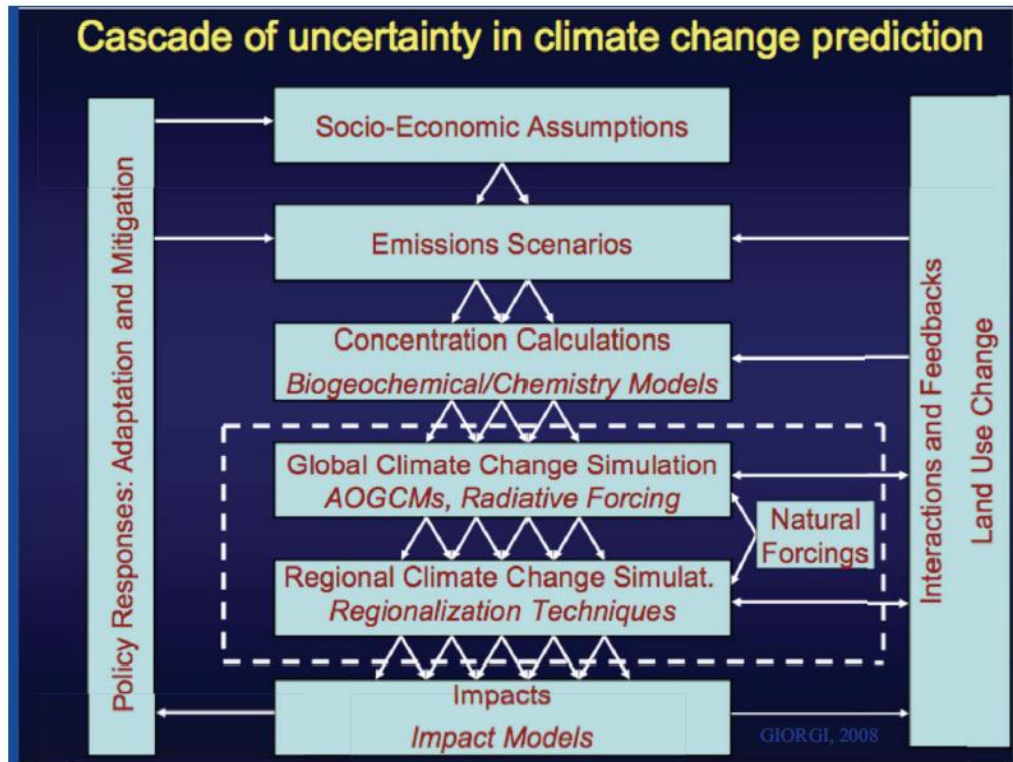 Cascade of uncertainty in climate change prediction
Policy Responses: Adaptation and Mitigation
Socio-Economic Assumptions
Emissions Scenarios
Concentration Calculations
Biogeochemical/Chemistry Models
Global Climate Change Simulation
AOGCMs, Radiative Forcing
Natural
Forcings
Regional Climate Change Simulat.
Regionalization Techniques
Impacts
Impact Models
Interactions and Feedbacks
Land Use Change
GIORGI, 2008